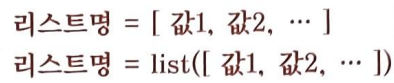 리스트명 = [ 값1, 값2, … ]
리스트명 = list([ 값1, 값2, … ])